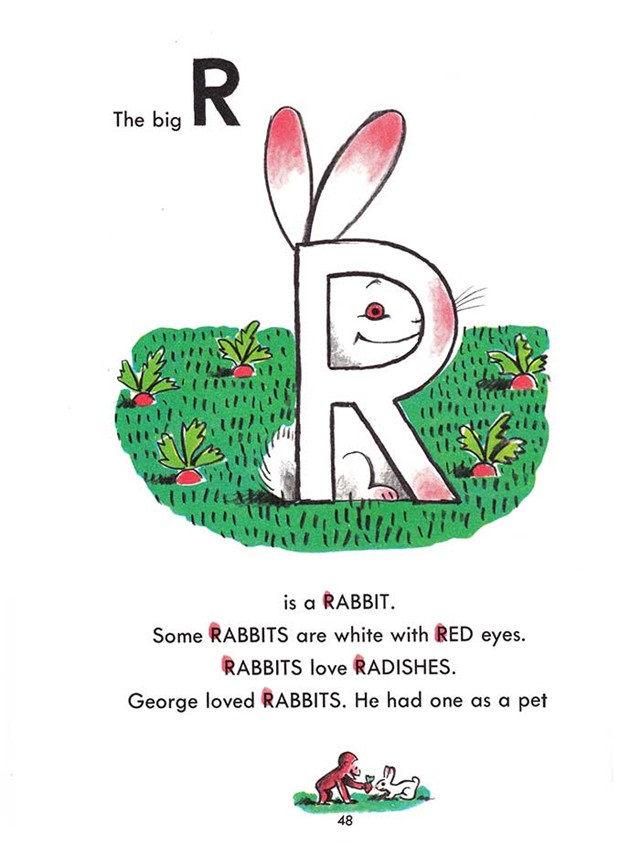 The big R
R
is a RABBIT.
Some RABBITS are white with RED eyes.
RABBITS love RADISHES.
George loved RABBITS. He had one as a pet
48